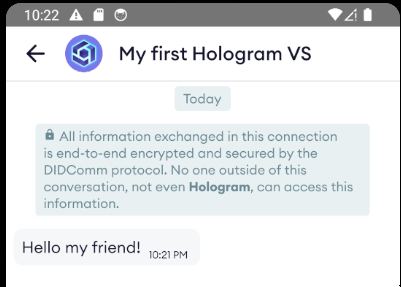 10:22
My first Hologram VS
Today
All information exchanged in this connection
is end-to-end encrypted and secured by the
DIDComm protocol. No one outside of this
conversation, not even Hologram, can access this
information.
Hello my friend! 10:21 PM